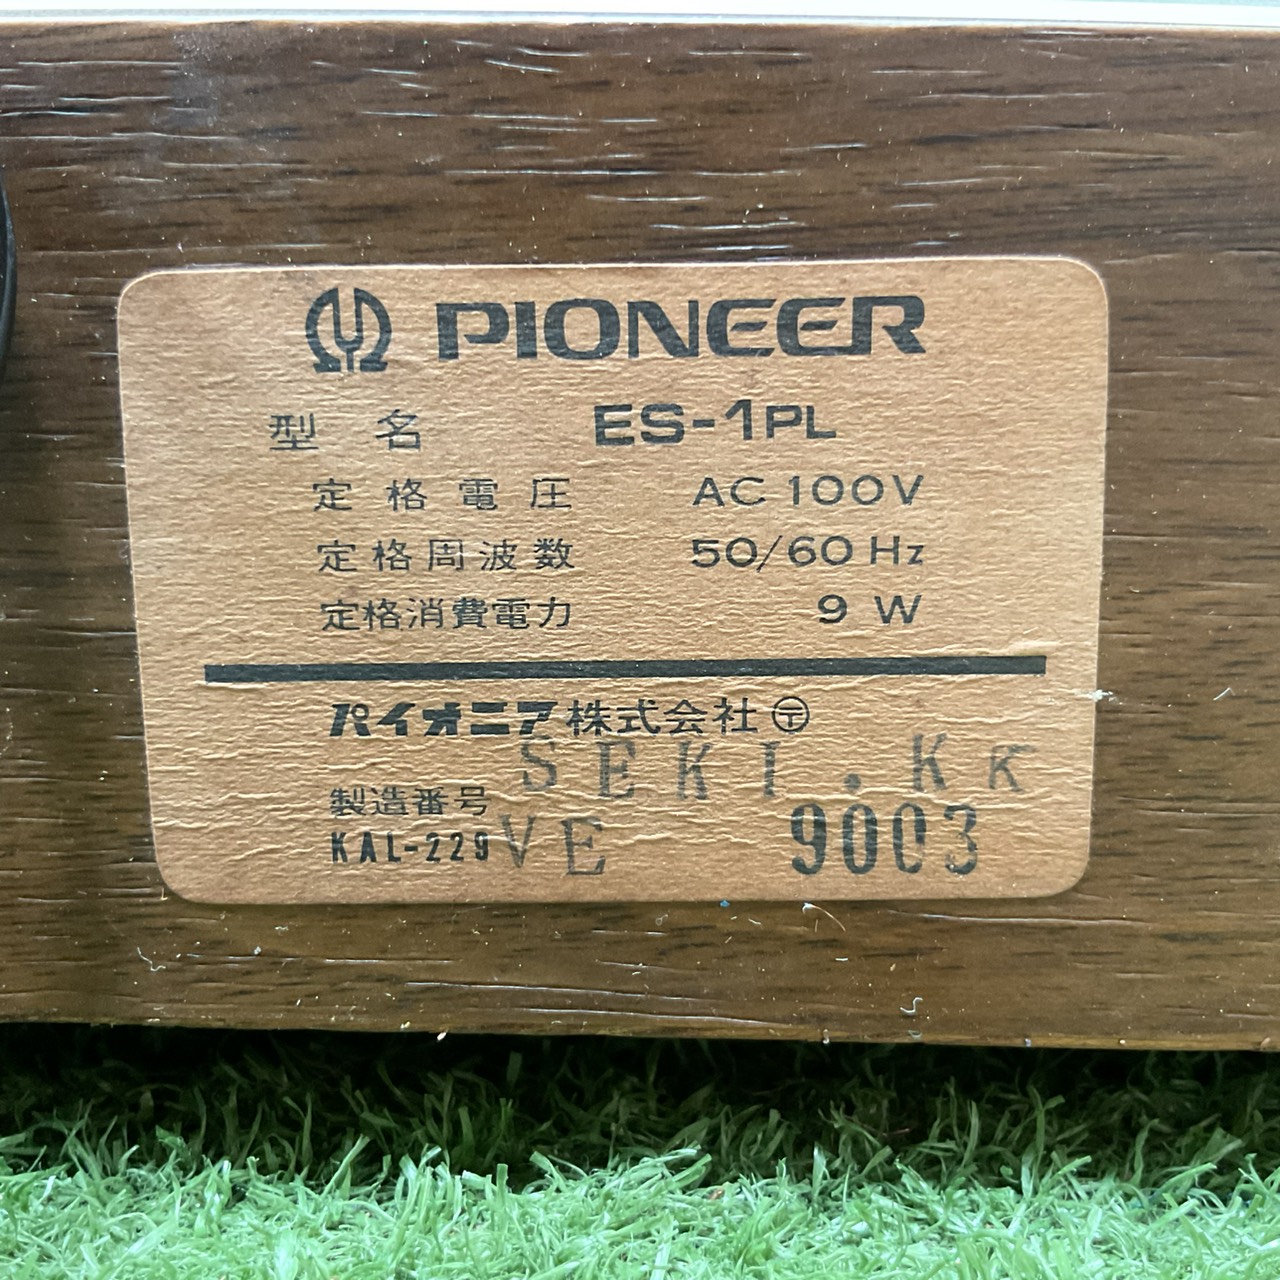 PIONEER
型名 ES-1PL
定格電圧 AC 100V
定格周波数 50/60 Hz
定格消費電力 9 W
パイオニア株式会社 〒
SEKI.KK
製造番号
KAL-229 VE 9003